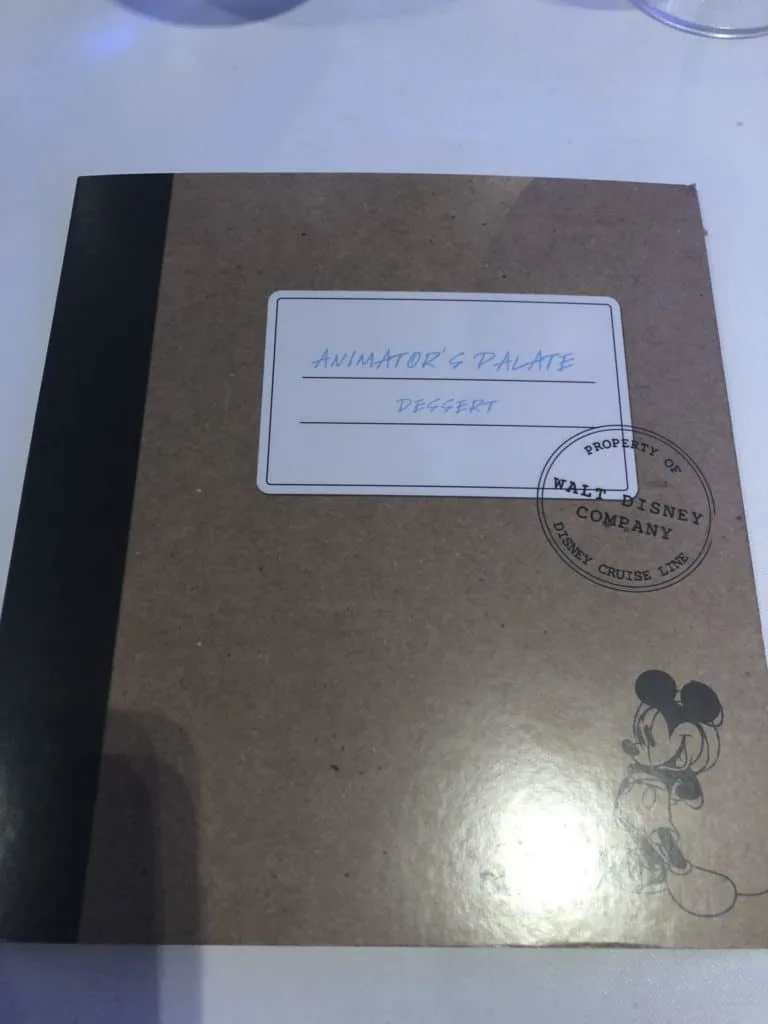 ANIMATOR'S PALATE
DESSERT
PROPERTY OF
WALT DISNEY
COMPANY
DISNEY CRUISE LINE